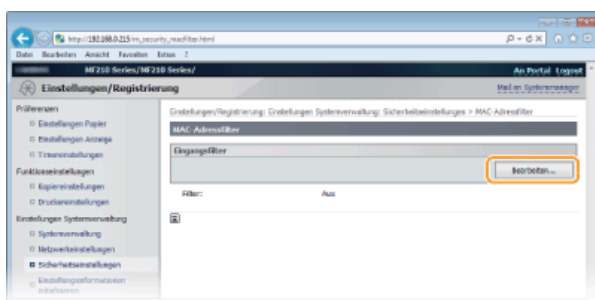 http://192.168.0.215/m_security_macfilter.html
Datei Bearbeiten Ansicht Favoriten Extras ?
MF210 Series/MF210 Series/
An Portal Logout
Einstellungen/Registrierung
Mail an Systemmanager
Präferenzen
Einstellungen Papier
Einstellungen Anzeige
Timereinstellungen
Funktionseinstellungen
Kopiereinstellungen
Druckereinstellungen
Einstellungen Systemverwaltung
Systemverwaltung
Netzwerkeinstellungen
Sicherheitseinstellungen
Einstellungsinformationen
initialisieren
Einstellungen/Registrierung: Einstellungen Systemverwaltung: Sicherheitseinstellungen > MAC-Adressfilter
MAC-Adressfilter
Eingangsfilter
Bearbeiten...
Filter: Aus